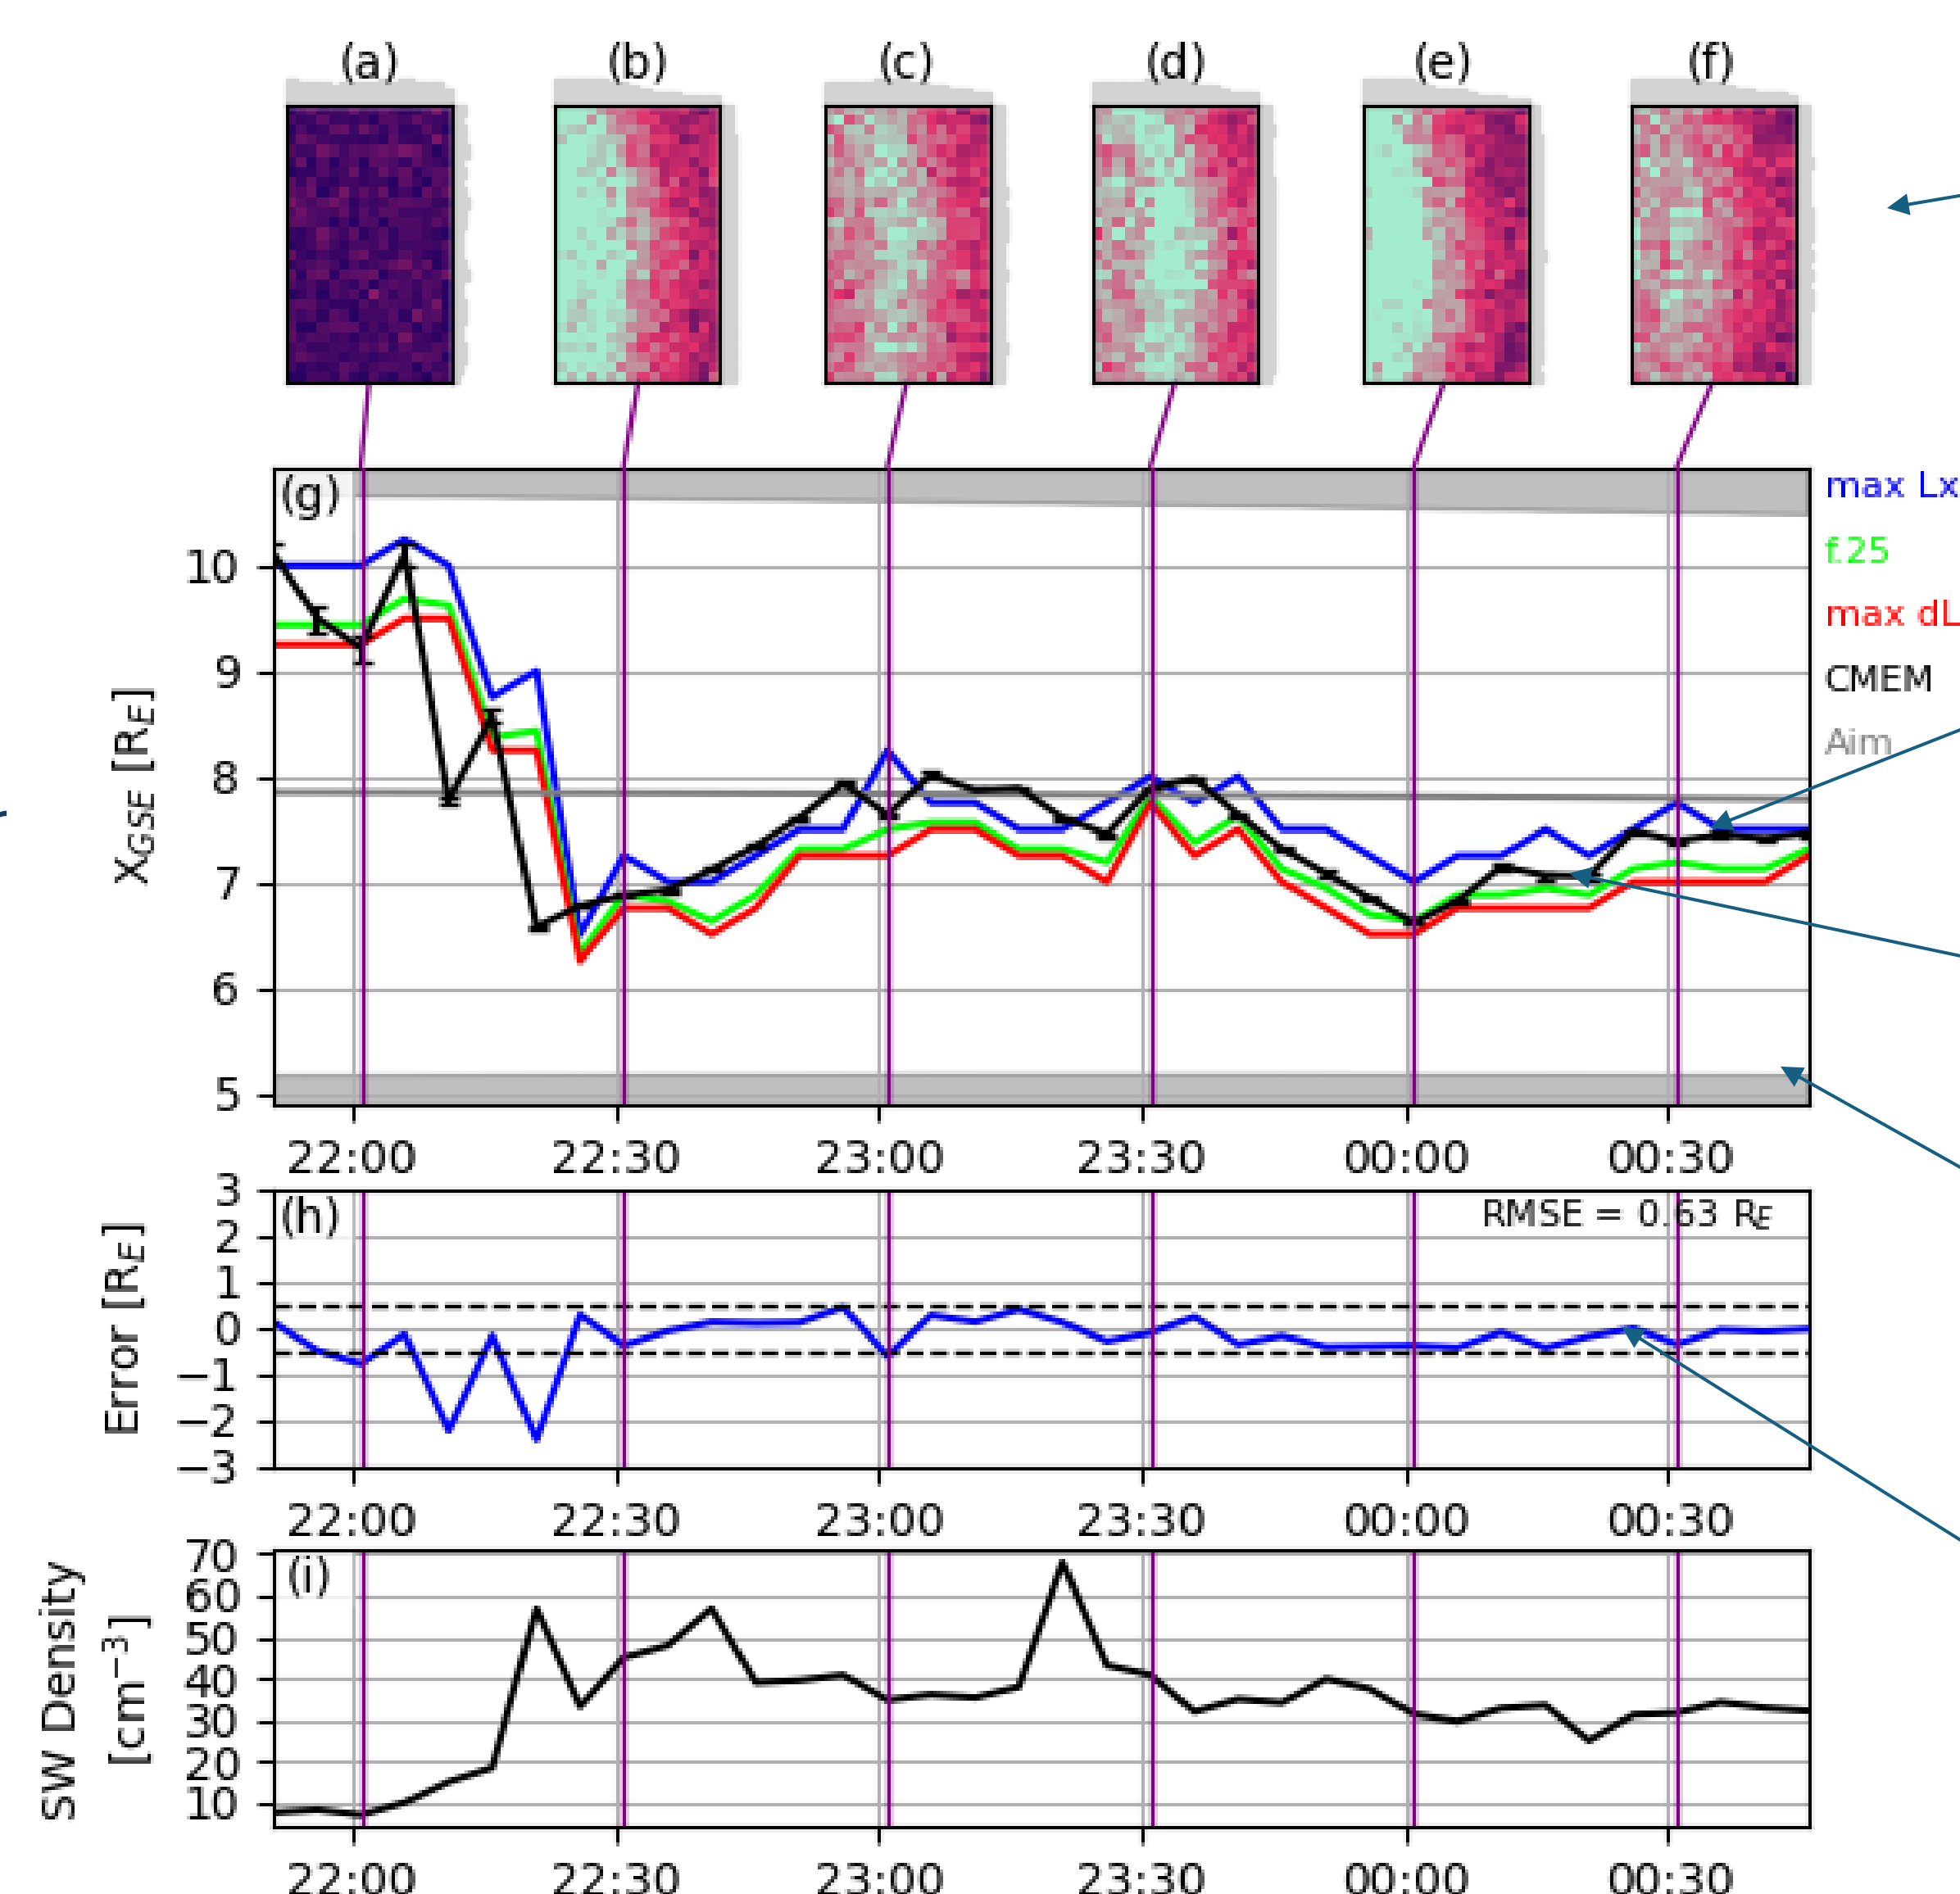 (a) (b) (c) (d) (e) (f)
(g)
max Lx
f.25
max dL
CMEM
Aim
X_GSE [R_E]
10
9
8
7
6
5
22:00 22:30 23:00 23:30 00:00 00:30
(h)
RMSE = 0.63 R_E
Error [R_E]
3
2
1
0
−1
−2
−3
22:00 22:30 23:00 23:30 00:00 00:30
(i)
SW Density
[cm⁻³]
70
60
50
40
30
20
10
22:00 22:30 23:00 23:30 00:00 00:30